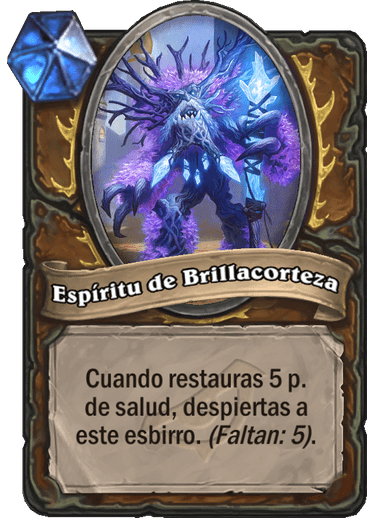 Espíritu de Brillacorteza
Cuando restauras 5 p.
de salud, despiertas a
este esbirro. (Faltan: 5).